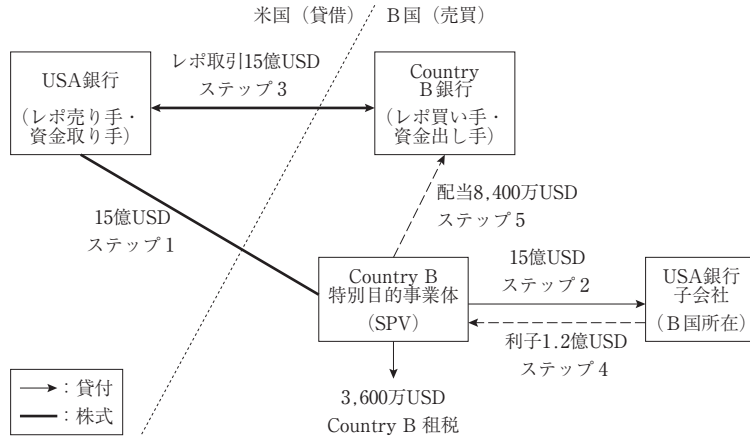 米国（貸借） B国（売買）
レポ取引15億USD
ステップ3
USA銀行
（レポ売り手・
資金取り手）
Country
B銀行
（レポ買い手・
資金出し手）
配当8,400万USD
ステップ5
15億USD
ステップ1
15億USD
ステップ2
Country B
特別目的事業体
（SPV）
USA銀行
子会社
（B国所在）
利子1.2億USD
ステップ4
3,600万USD
Country B 租税
：貸付
：株式